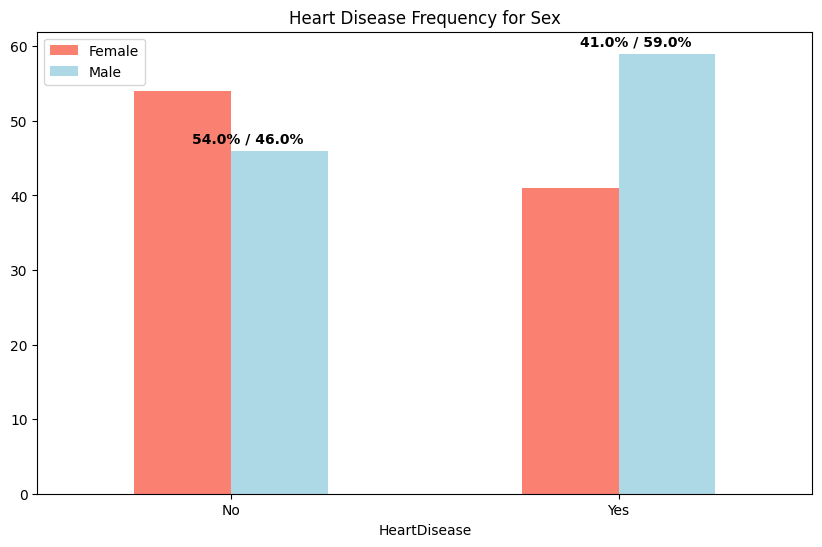 Heart Disease Frequency for Sex
Female
Male
60
50
40
30
20
10
0
54.0% / 46.0%
41.0% / 59.0%
No
Yes
HeartDisease